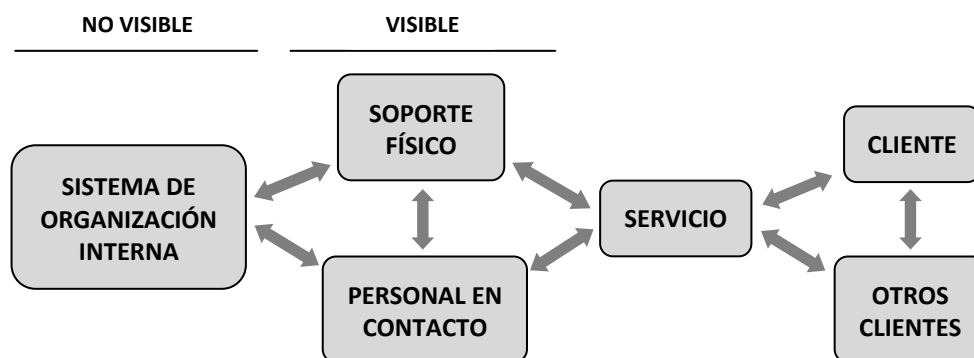 NO VISIBLE
VISIBLE
SOPORTE
FÍSICO
CLIENTE
SISTEMA DE
ORGANIZACIÓN
INTERNA
SERVICIO
PERSONAL EN
CONTACTO
OTROS
CLIENTES